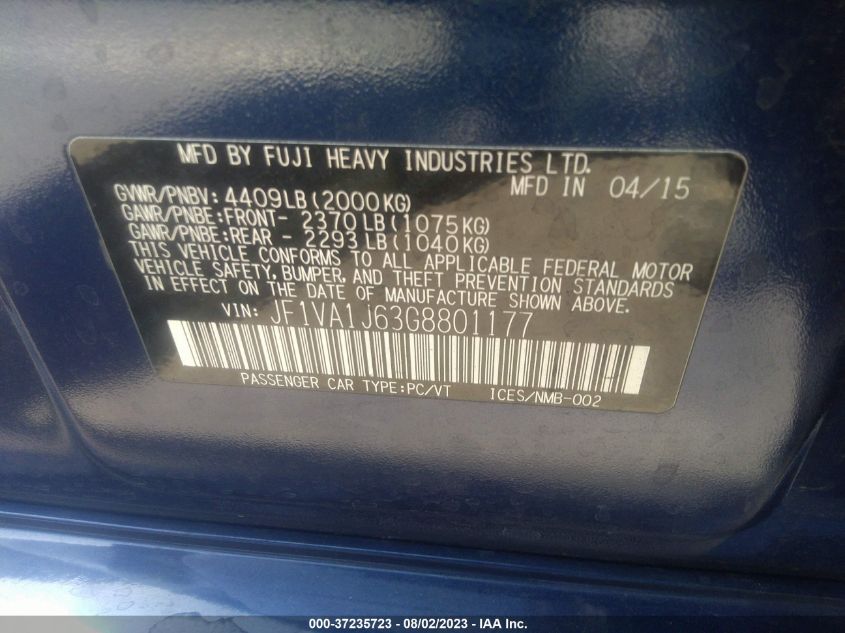 MFD BY FUJI HEAVY INDUSTRIES LTD.
MFD IN 04/15
GVWR/PNBV: 4409LB(2000KG)
GAWR/PNBE:FRONT- 2370LB(1075KG)
GAWR/PNBE:REAR - 2293LB(1040KG)
THIS VEHICLE CONFORMS TO ALL APPLICABLE FEDERAL MOTOR
VEHICLE SAFETY, BUMPER, AND THEFT PREVENTION STANDARDS
IN EFFECT ON THE DATE OF MANUFACTURE SHOWN ABOVE.
VIN: JF1VA1J63G8801177
PASSENGER CAR TYPE:PC/VT ICES/NMB-002
000-37235723 - 08/02/2023 - IAA Inc.